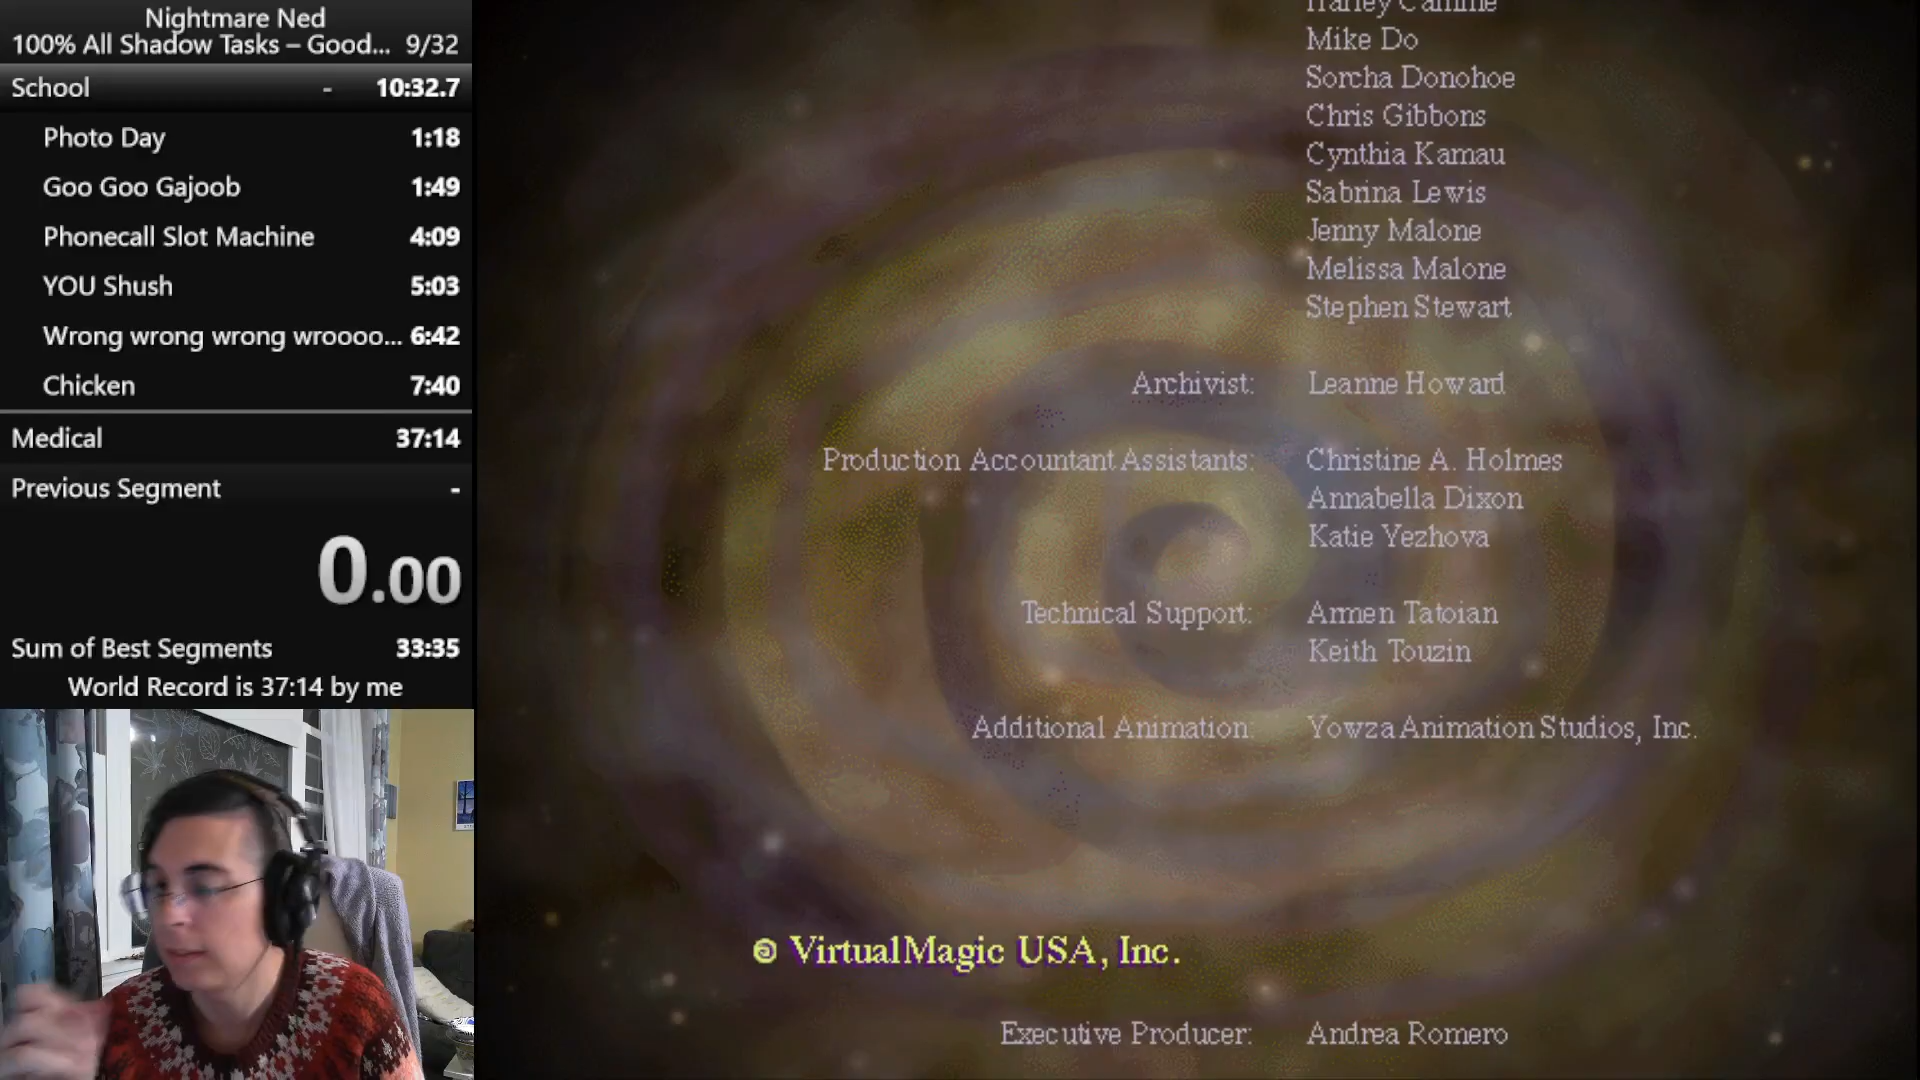 Nightmare Ned
100% All Shadow Tasks – Good... 9/32
School - 10:32.7
Photo Day 1:18
Goo Goo Gajoob 1:49
Phonecall Slot Machine 4:09
YOU Shush 5:03
Wrong wrong wrong wroooo... 6:42
Chicken 7:40
Medical 37:14
Previous Segment -
0.00
Sum of Best Segments 33:35
World Record is 37:14 by me
Mike Do
Sorcha Donohoe
Chris Gibbons
Cynthia Kamau
Sabrina Lewis
Jenny Malone
Melissa Malone
Stephen Stewart
Archivist: Leanne Howard
Production Accountant Assistants: Christine A. Holmes
Annabella Dixon
Katie Yezhova
Technical Support: Armen Tatoian
Keith Touzin
Additional Animation: Yowza Animation Studios, Inc.
VirtualMagic USA, Inc.
Executive Producer: Andrea Romero